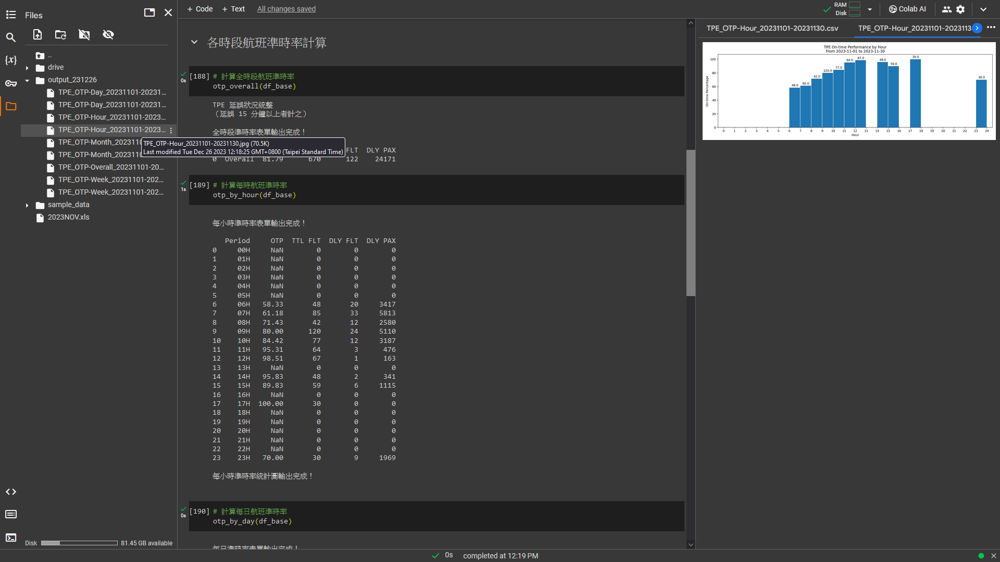 Files
..
drive
output_231226
TPE_OTP-Day_20231101-20231...
TPE_OTP-Day_20231101-20231...
TPE_OTP-Hour_20231101-2023...
TPE_OTP-Hour_20231101-2023...
TPE_OTP-Month_2023110
TPE_OTP-Month_2023110
TPE_OTP-Overall_20231101-20...
TPE_OTP-Week_20231101-202...
TPE_OTP-Week_20231101-202...
sample_data
2023NOV.xls
TPE_OTP-Hour_20231101-20231130.jpg (70.5K)
Last modified Tue Dec 26 2023 12:18:25 GMT+0800 (Taipei Standard Time)
Disk 81.45 GB available
+ Code + Text All changes saved
RAM
Disk
Colab AI
各時段航班準時率計算
[188] # 計算全時段航班準時率
0s
otp_overall(df_base)
TPE 延誤狀況統整
（延誤 15 分鐘以上者計之）
全時段準時率表單輸出完成！
FLT DLY PAX
0 Overall 81.79 670 122 24171
[189] # 計算每時航班準時率
1s
otp_by_hour(df_base)
每小時準時率表單輸出完成！
Period OTP TTL FLT DLY FLT DLY PAX
0 00H NaN 0 0 0
1 01H NaN 0 0 0
2 02H NaN 0 0 0
3 03H NaN 0 0 0
4 04H NaN 0 0 0
5 05H NaN 0 0 0
6 06H 58.33 48 20 3417
7 07H 61.18 85 33 5813
8 08H 71.43 42 12 2580
9 09H 80.00 120 24 5110
10 10H 84.42 77 12 3187
11 11H 95.31 64 3 476
12 12H 98.51 67 1 163
13 13H NaN 0 0 0
14 14H 95.83 48 2 341
15 15H 89.83 59 6 1115
16 16H NaN 0 0 0
17 17H 100.00 30 0 0
18 18H NaN 0 0 0
19 19H NaN 0 0 0
20 20H NaN 0 0 0
21 21H NaN 0 0 0
22 22H NaN 0 0 0
23 23H 70.00 30 9 1969
每小時準時率統計圖輸出完成！
[190] # 計算每日航班準時率
0s
otp_by_day(df_base)
每日準時率表單輸出完成！
TPE_OTP-Hour_20231101-20231130.csv
TPE_OTP-Hour_20231101-2023113
TPE On-time Performance by Hour
From 2023-11-01 to 2023-11-30
On-time Percentage
100
80
60
40
20
0
48.0 85.0 42.0 120.0 77.0 64.0 67.0 48.0 59.0 30.0 30.0
0 1 2 3 4 5 6 7 8 9 10 11 12 13 14 15 16 17 18 19 20 21 22 23 24
Hour
0s completed at 12:19 PM